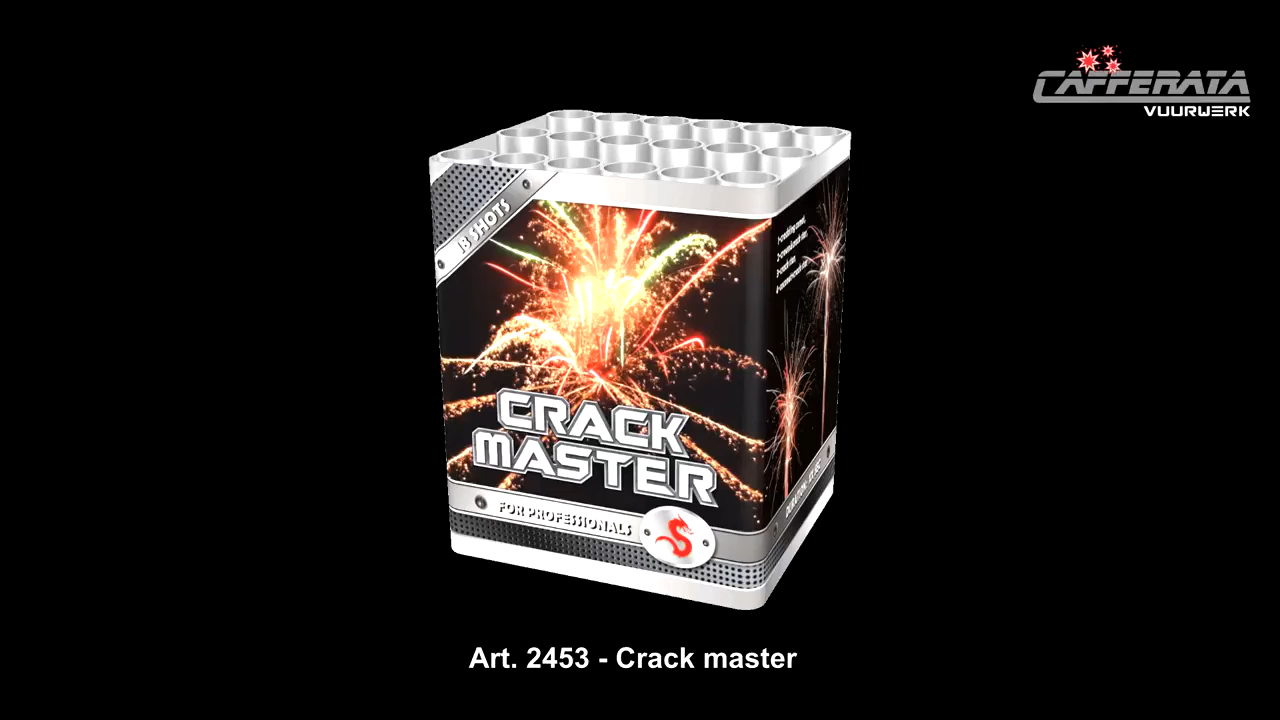 CAFFERATA
VUURWERK
18 SHOTS
CRACK
MASTER
FOR PROFESSIONALS
Art. 2453 - Crack master